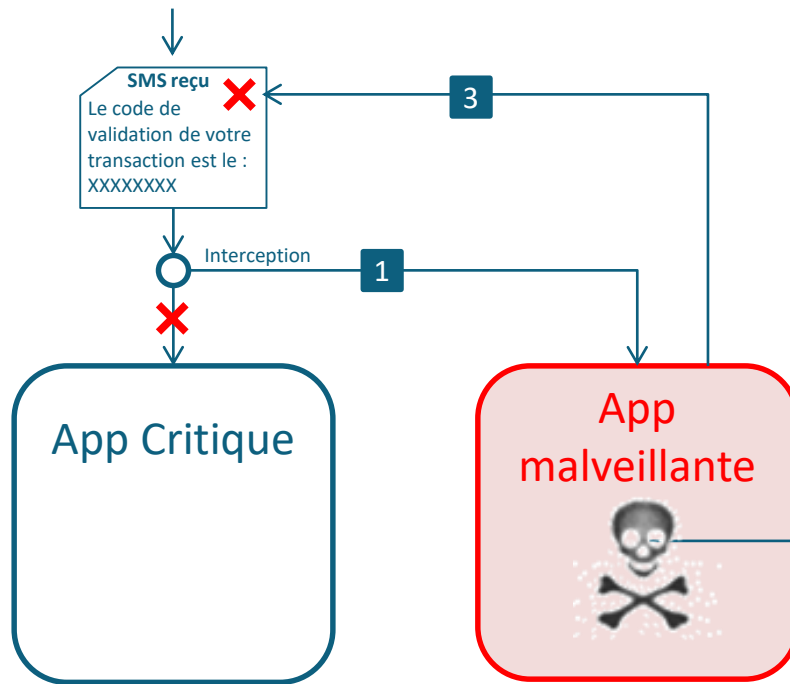 SMS reçu
Le code de
validation de votre
transaction est le :
XXXXXXXX
3
Interception
1
App Critique
App
malveillante